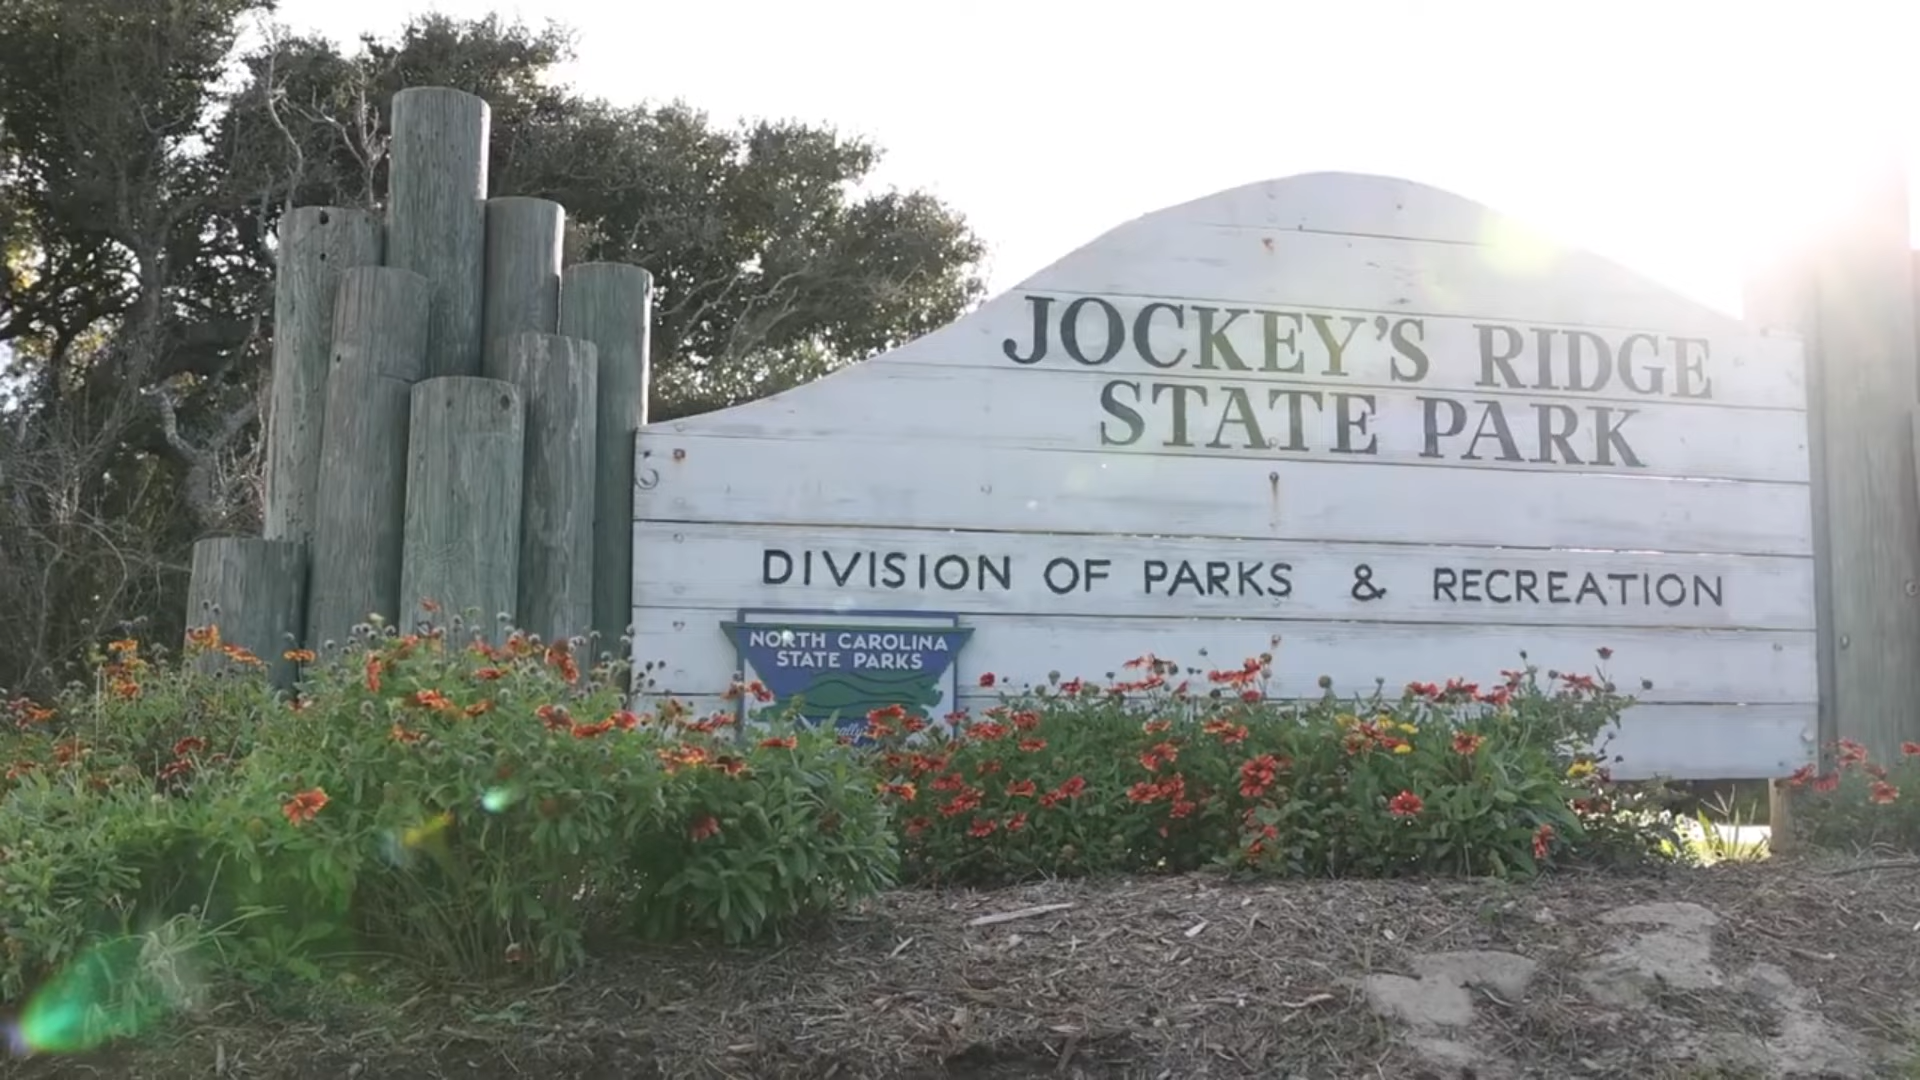 JOCKEY'S RIDGE
STATE PARK
DIVISION OF PARKS & RECREATION
NORTH CAROLINA
STATE PARKS